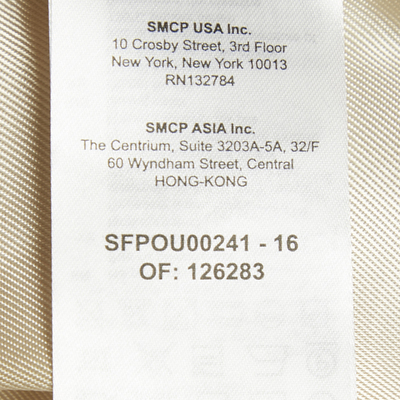 SMCP USA Inc.
10 Crosby Street, 3rd Floor
New York, New York 10013
RN132784
SMCP ASIA Inc.
The Centrium, Suite 3203A-5A, 32/F
60 Wyndham Street, Central
HONG-KONG
SFPOU00241 - 16
OF: 126283